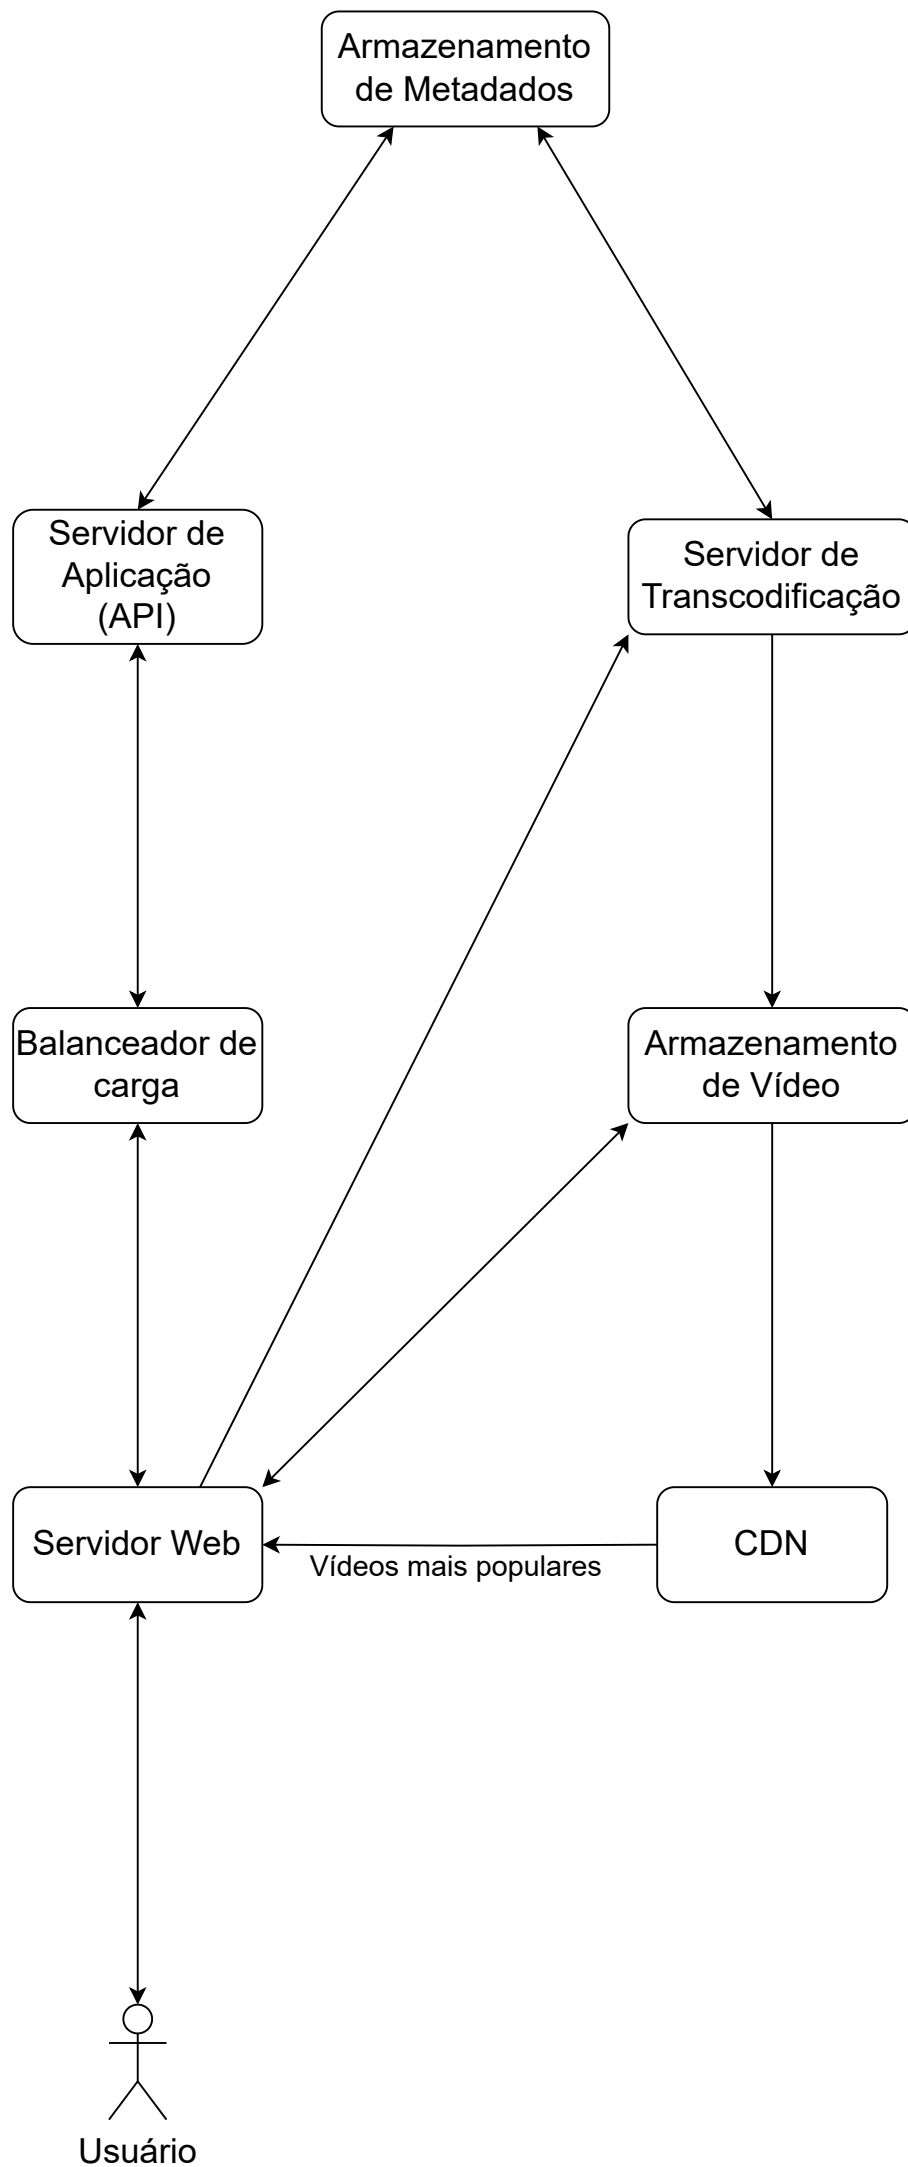 Armazenamento
de Metadados
Servidor de
Aplicação
(API)
Servidor de
Transcodificação
Balanceador de
carga
Armazenamento
de Vídeo
Servidor Web
CDN
Vídeos mais populares
Usuário